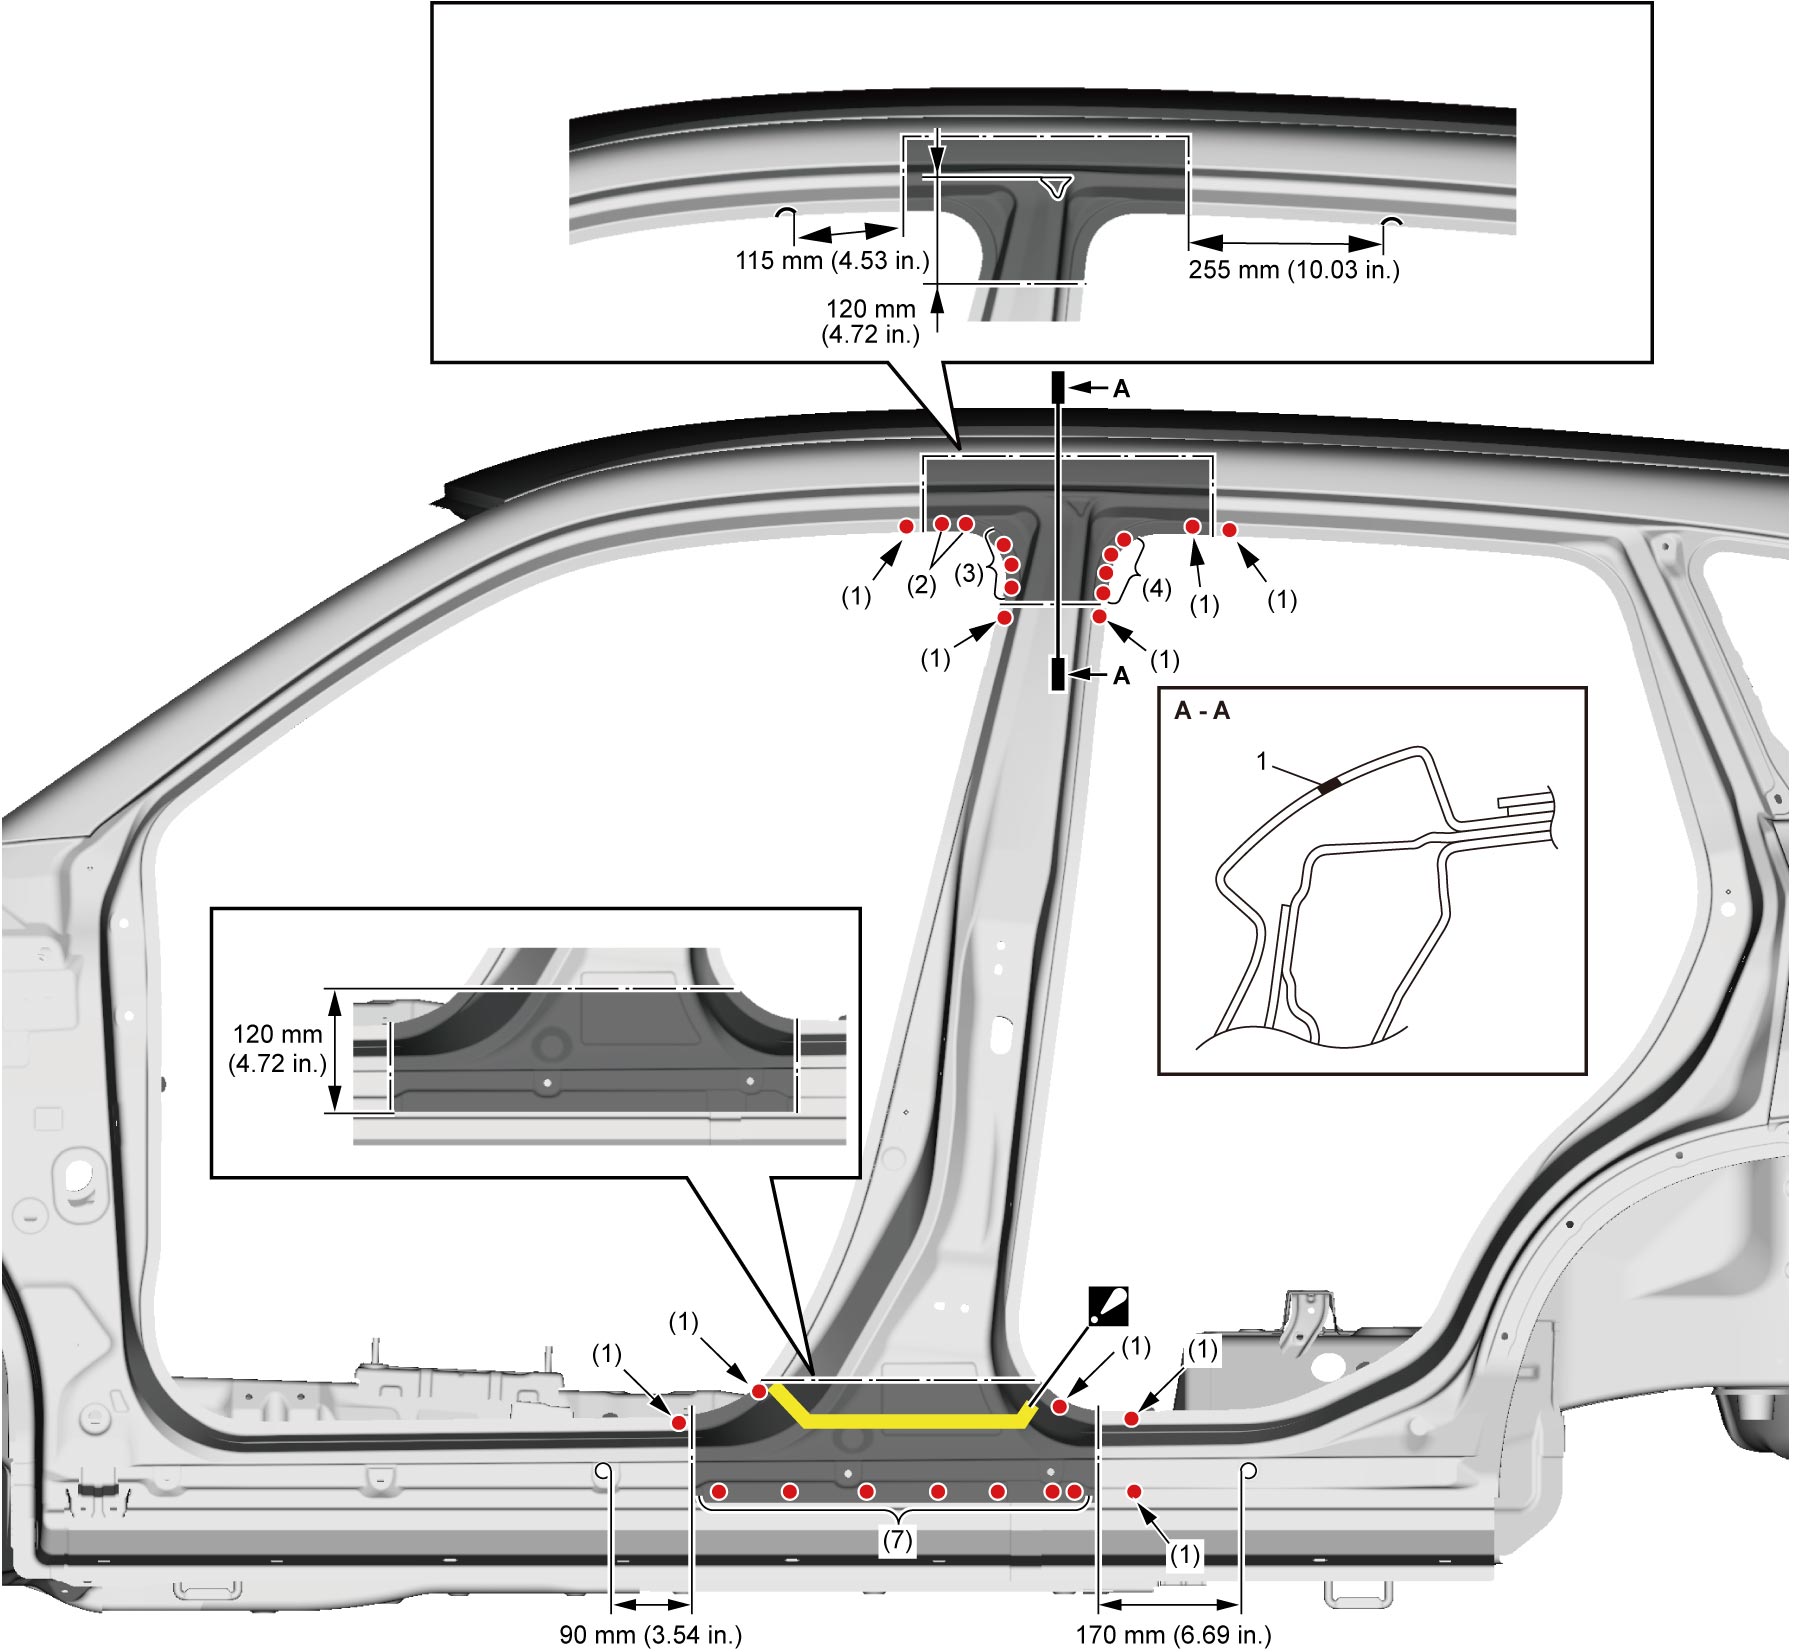 115 mm (4.53 in.)
255 mm (10.03 in.)
120 mm
(4.72 in.)
A
(1)
(2)
(3)
(4)
(1)
(1)
(1)
(1)
A
A - A
1
120 mm
(4.72 in.)
(1)
(1)
(1)
(1)
(7)
(1)
90 mm (3.54 in.)
170 mm (6.69 in.)